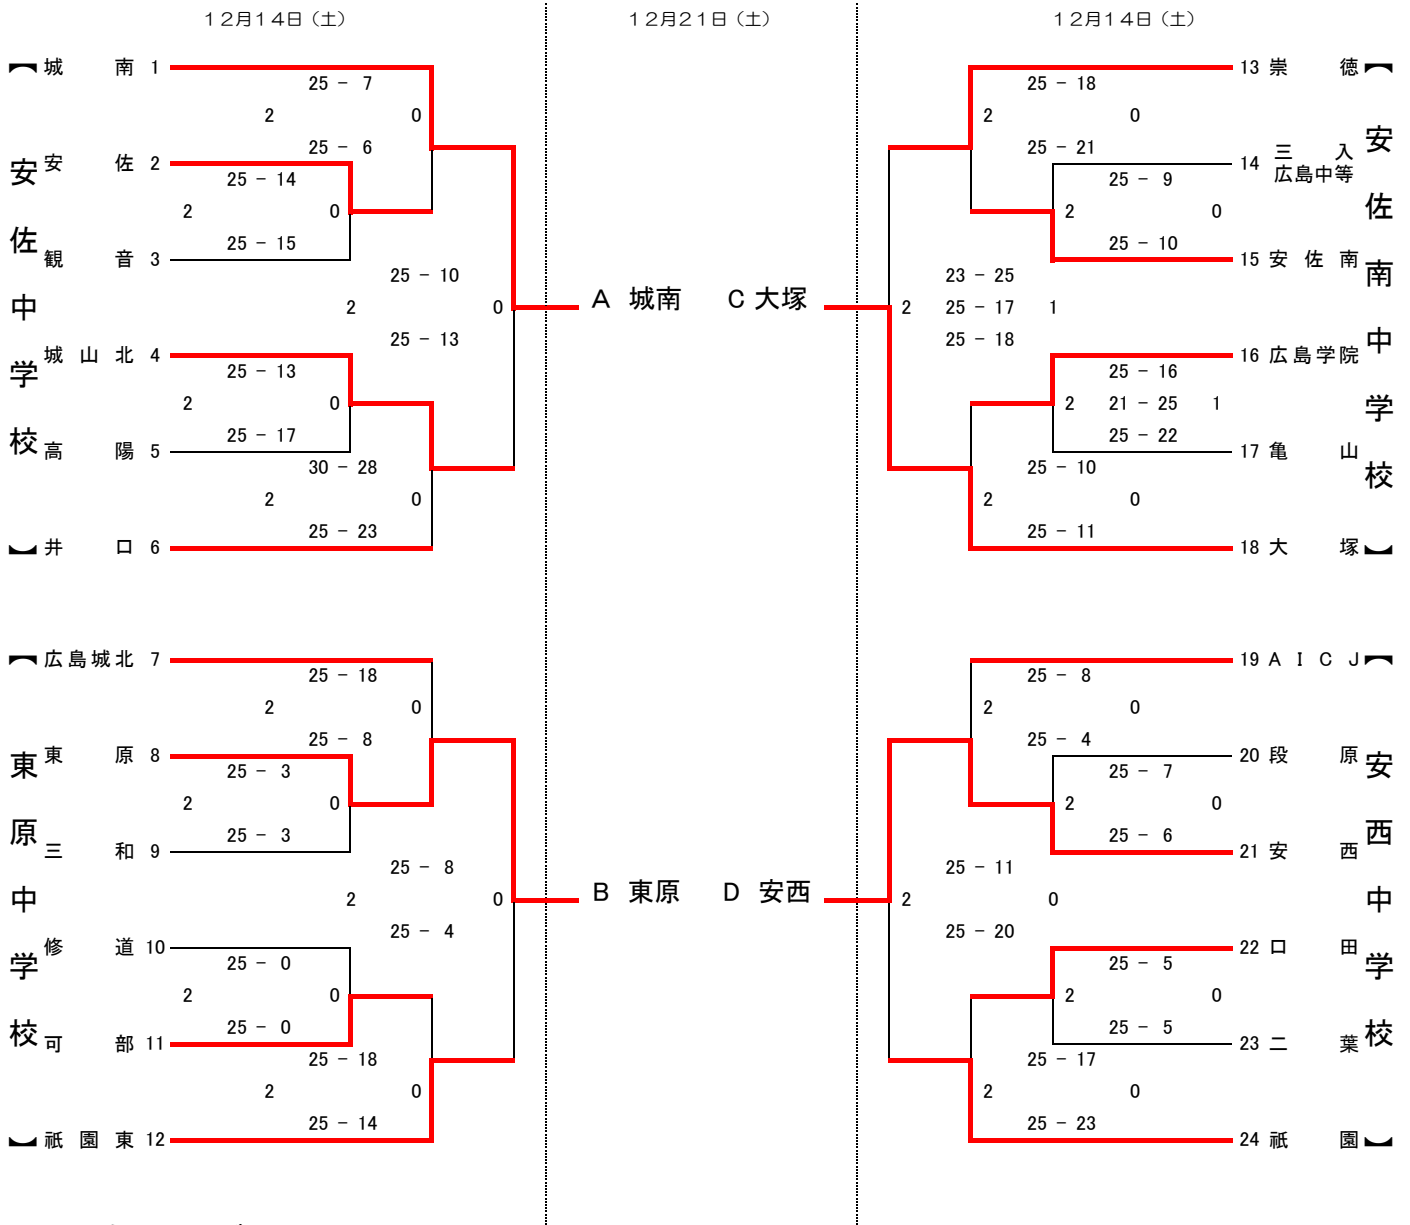 12月14日（土）
12月21日（土）
12月14日（土）
【安佐中学校】
城南 1
25 − 7
2 0
25 − 6
安佐 2
25 − 14
2 0
25 − 15
観音 3
25 − 10
2 0
25 − 13
城山北 4
25 − 13
2 0
25 − 17
高陽 5
30 − 28
2 0
25 − 23
井口 6
A 城南
【東原中学校】
広島城北 7
25 − 18
2 0
25 − 8
東原 8
25 − 3
2 0
25 − 3
三和 9
25 − 8
2 0
25 − 4
修道 10
25 − 0
2 0
25 − 0
可部 11
25 − 18
2 0
25 − 14
祇園東 12
B 東原
C 大塚
【安佐南中学校】
13 崇徳
25 − 18
2 0
25 − 21
14 三入
広島中等
25 − 9
2 0
25 − 10
15 安佐南
23 − 25
2 25 − 17 1
25 − 18
16 広島学院
25 − 16
2 21 − 25 1
25 − 22
17 亀山
25 − 10
2 0
25 − 11
18 大塚
D 安西
【安西中学校】
19 AICJ
25 − 8
2 0
25 − 4
20 段原
25 − 7
2 0
25 − 6
21 安西
25 − 11
2 0
25 − 20
22 口田
25 − 5
2 0
25 − 5
23 二葉
25 − 17
2 0
25 − 23
24 祇園